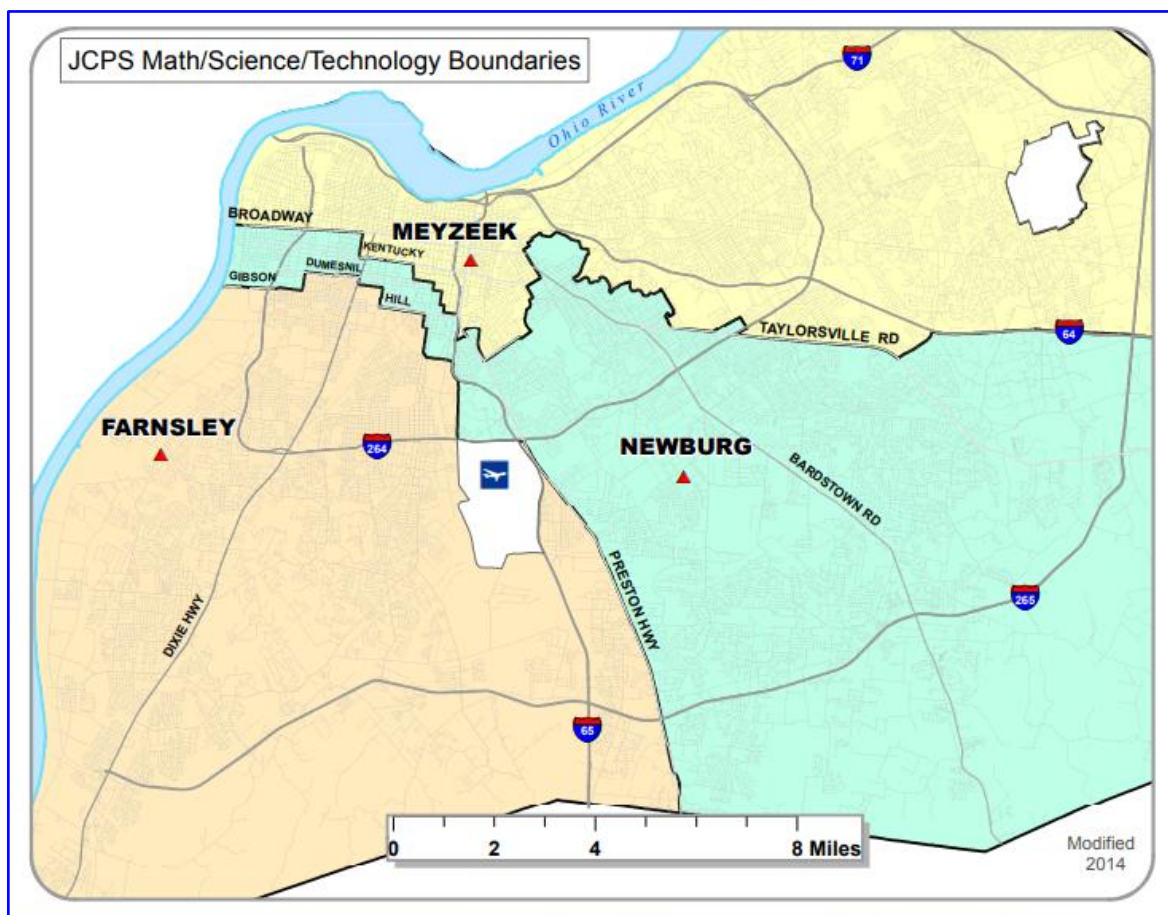 JCPS Math/Science/Technology Boundaries
71
Ohio River
BROADWAY
MEYZEEK
KENTUCKY
DUMESNIL
GIBSON
HILL
TAYLORSVILLE RD
64
FARNSLEY
264
NEWBURG
BARDSTOWN RD
PRESTON HWY
265
DIXIE HWY
65
0 2 4 8 Miles
Modified
2014